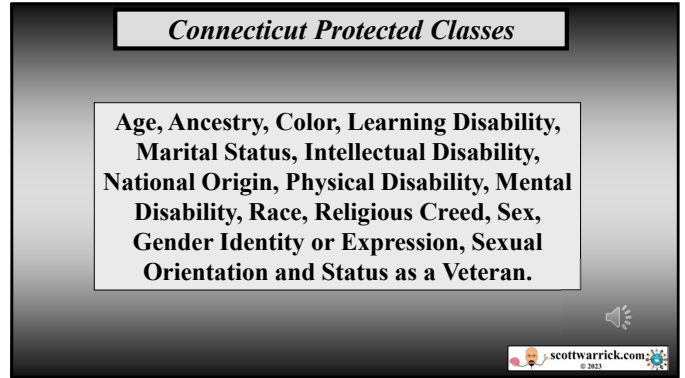 Connecticut Protected Classes
Age, Ancestry, Color, Learning Disability,
Marital Status, Intellectual Disability,
National Origin, Physical Disability, Mental
Disability, Race, Religious Creed, Sex,
Gender Identity or Expression, Sexual
Orientation and Status as a Veteran.
scottwarrick.com
© 2023